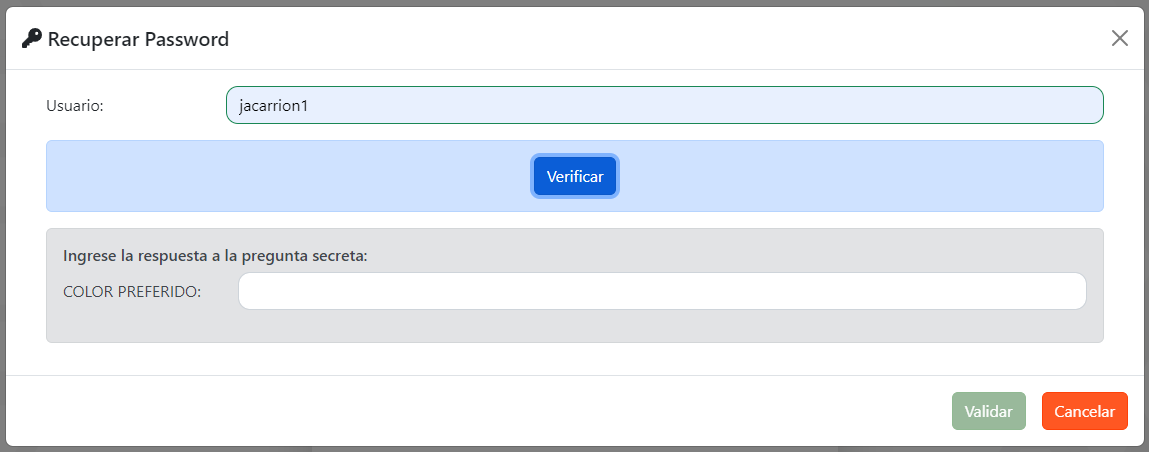 Recuperar Password
Usuario: jacarrion1
Verificar
Ingrese la respuesta a la pregunta secreta:
COLOR PREFERIDO:
Validar Cancelar